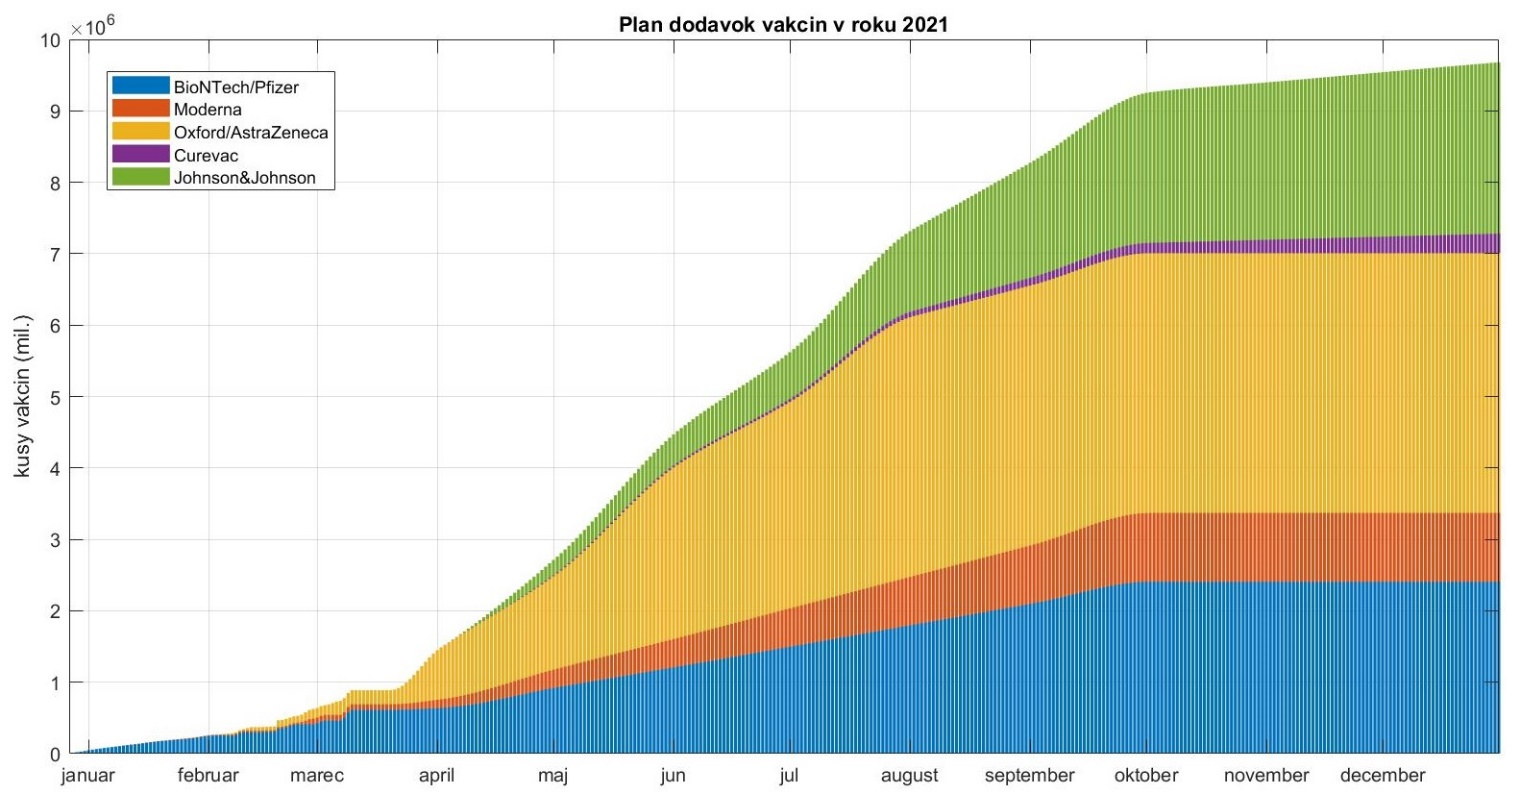 Plan dodavok vakcin v roku 2021
×10⁶
10
9
8
7
6
5
4
3
2
1
0
kusy vakcin (mil.)
BioNTech/Pfizer
Moderna
Oxford/AstraZeneca
Curevac
Johnson&Johnson
januar februar marec april maj jun jul august september oktober november december